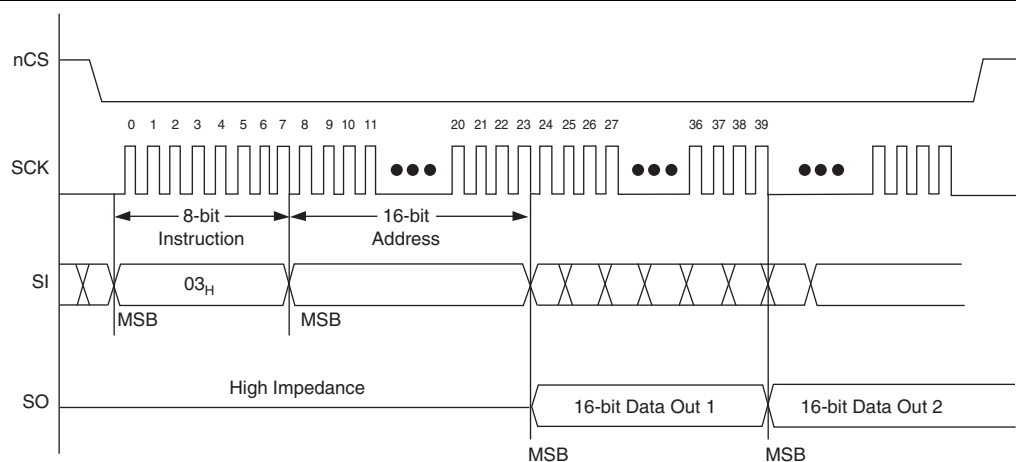 nCS
0 1 2 3 4 5 6 7 8 9 10 11 20 21 22 23 24 25 26 27 36 37 38 39
SCK
8-bit
Instruction
16-bit
Address
SI
03H
MSB
MSB
High Impedance
SO
16-bit Data Out 1
16-bit Data Out 2
MSB
MSB